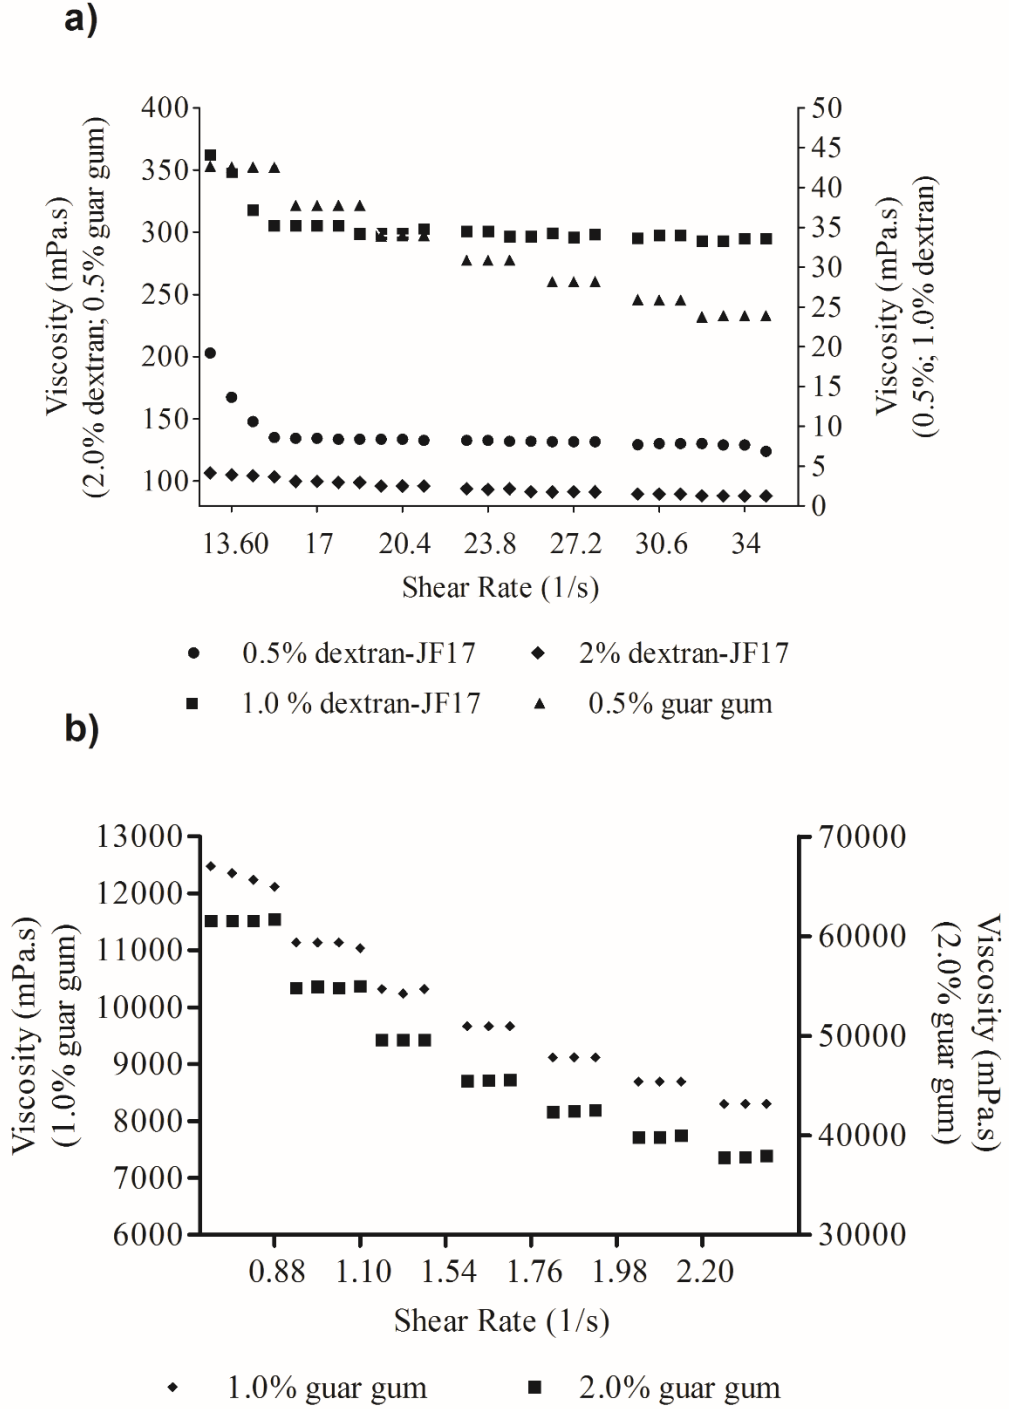 a)
400
350
300
250
200
150
100
Viscosity (mPa.s)
(2.0% dextran; 0.5% guar gum)
50
45
40
35
30
25
20
15
10
5
0
Viscosity (mPa.s)
(0.5%; 1.0% dextran)
13.60 17 20.4 23.8 27.2 30.6 34
Shear Rate (1/s)
0.5% dextran-JF17 2% dextran-JF17
1.0 % dextran-JF17 0.5% guar gum
b)
13000
12000
11000
10000
9000
8000
7000
6000
Viscosity (mPa.s)
(1.0% guar gum)
70000
60000
50000
40000
30000
Viscosity (mPa.s)
(2.0% guar gum)
0.88 1.10 1.54 1.76 1.98 2.20
Shear Rate (1/s)
1.0% guar gum 2.0% guar gum